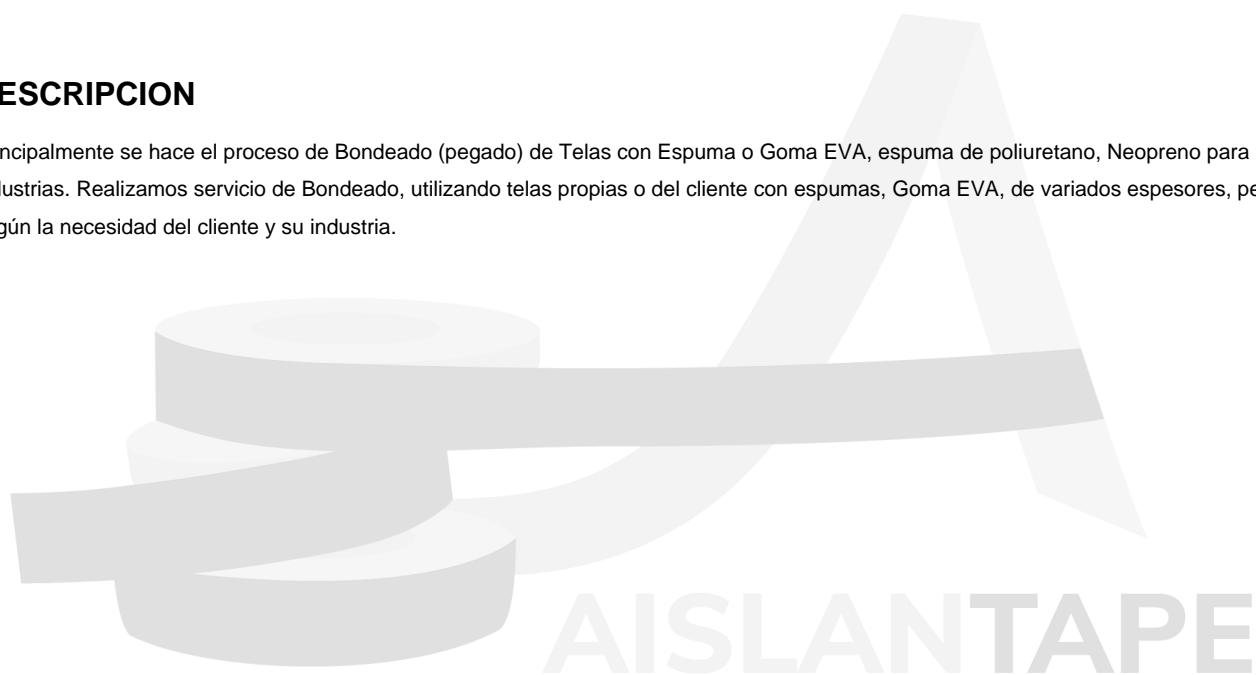 ESCRIPCION
ncipalmente se hace el proceso de Bondeado (pegado) de Telas con Espuma o Goma EVA, espuma de poliuretano, Neopreno para
dustrias. Realizamos servicio de Bondeado, utilizando telas propias o del cliente con espumas, Goma EVA, de variados espesores, pe
gún la necesidad del cliente y su industria.
AISLANTAPE